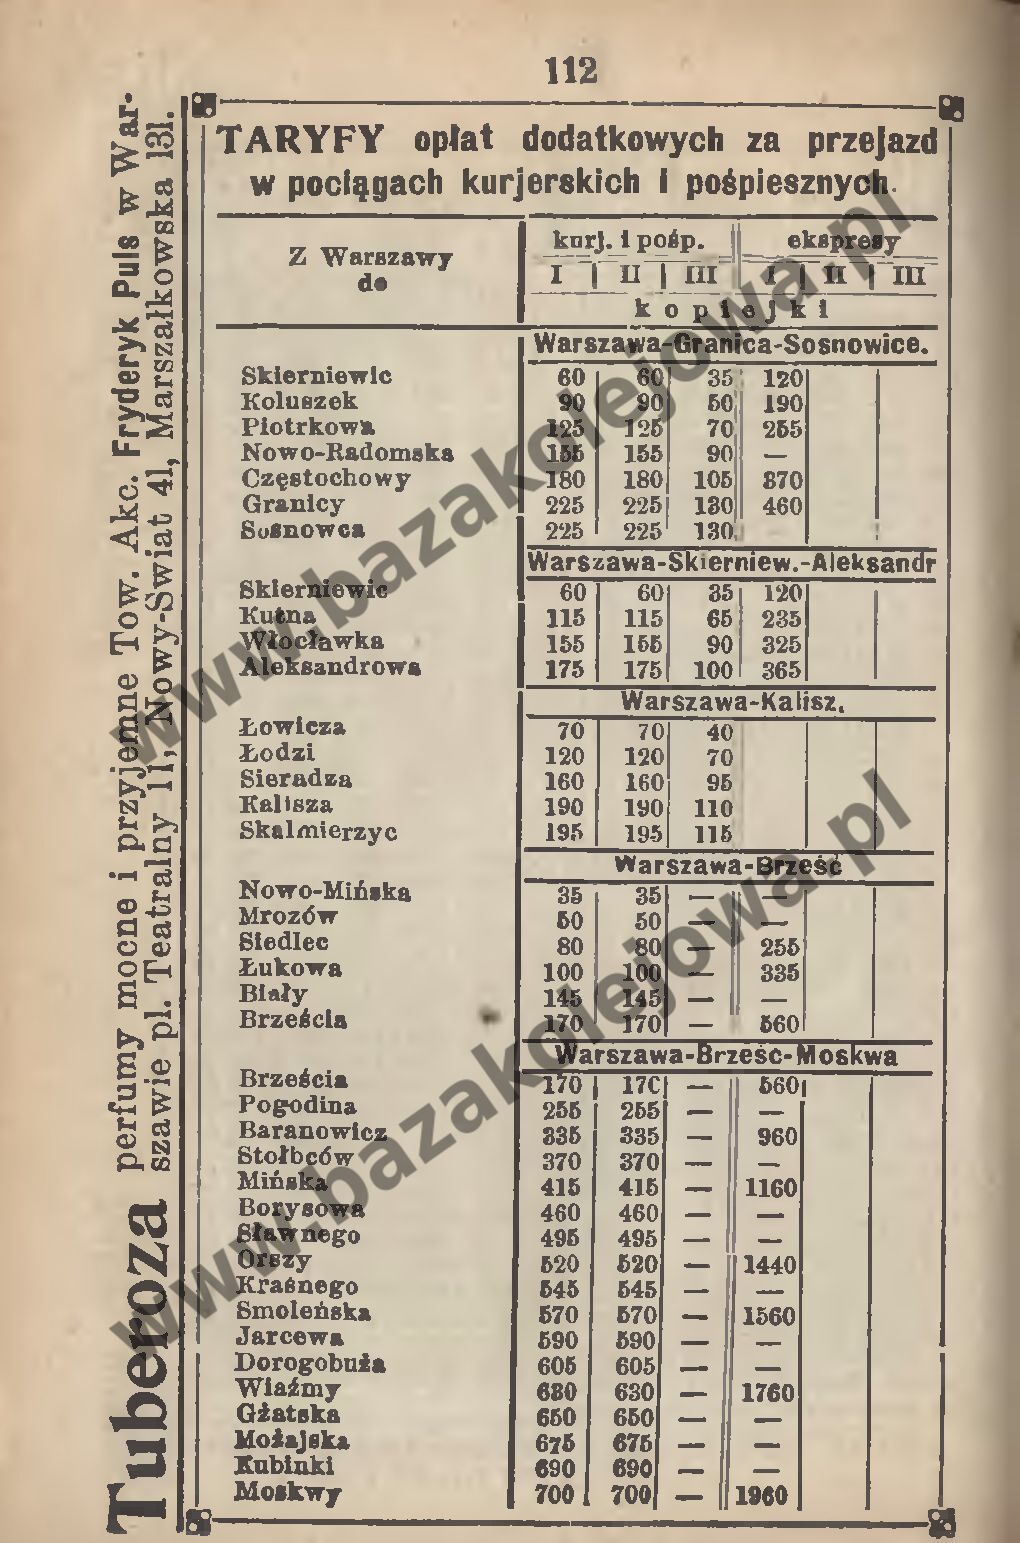 112
TARYFY opłat dodatkowych za przejazd
w pociągach kurjerskich i pośpiesznych.
Z Warszawy do | kurj. i pośp. | ekspresy
I | II | III | I | II | III
kopiejki
Warszawa-Granica-Sosnowice.
Skierniewic 60 60 35 120
Koluszek 90 90 50 190
Piotrkowa 125 125 70 255
Nowo-Radomska 155 155 90 —
Częstochowy 180 180 105 370
Granicy 225 225 130 460
Sosnowca 225 225 130
Warszawa-Skierniew.-Aleksandr
Skierniewic 60 60 35 120
Kutna 115 115 65 235
Włocławka 155 155 90 325
Aleksandrowa 175 175 100 365
Warszawa-Kalisz.
Łowicza 70 70 40
Łodzi 120 120 70
Sieradza 160 160 95
Kalisza 190 190 110
Skalmierzyc 195 195 115
Warszawa-Brześć
Nowo-Mińska 35 35 — —
Mrozów 50 50 — —
Siedlec 80 80 — 255
Łukowa 100 100 — 335
Biały 145 145 — —
Brześcia 170 170 — 560
Warszawa-Brześć-Moskwa
Brześcia 170 170 — 560
Pogodina 255 255 — —
Baranowicz 335 335 — 960
Stołbców 370 370 — —
Mińska 415 415 — 1160
Borysowa 460 460 — —
Sławnego 495 495 — —
Orszy 520 520 — 1440
Kraśnego 545 545 — —
Smoleńska 570 570 — 1560
Jarcewa 590 590 — —
Dorogobuża 605 605 — —
Wiaźmy 630 630 — 1760
Gżatska 650 650 — —
Możajska 675 675 — —
Kubinki 690 690 — —
Moskwy 700 700 — 1960
Tuberoza perfumy mocne i przyjemne Tow. Akc. Fryderyk Puls w War-
szawie pl. Teatralny 11, Nowy-Świat 41, Marszałkowska 131.
www.bazakolejowa.pl
www.bazakolejowa.pl